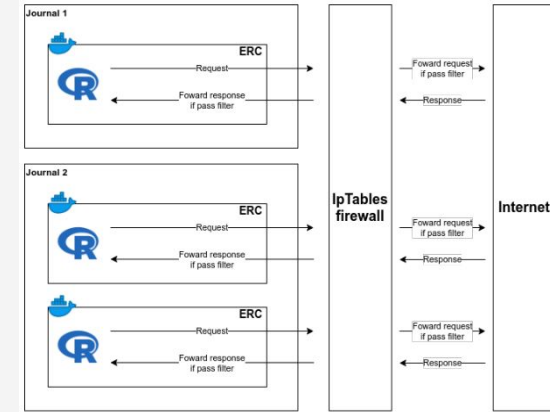 Journal 1
ERC
Request
Foward request
if pass filter
Foward response
if pass filter
Response
Journal 2
ERC
Request
Foward request
if pass filter
Foward response
if pass filter
Response
IpTables
firewall
Internet
ERC
Request
Foward request
if pass filter
Foward response
if pass filter
Response
R
R
R